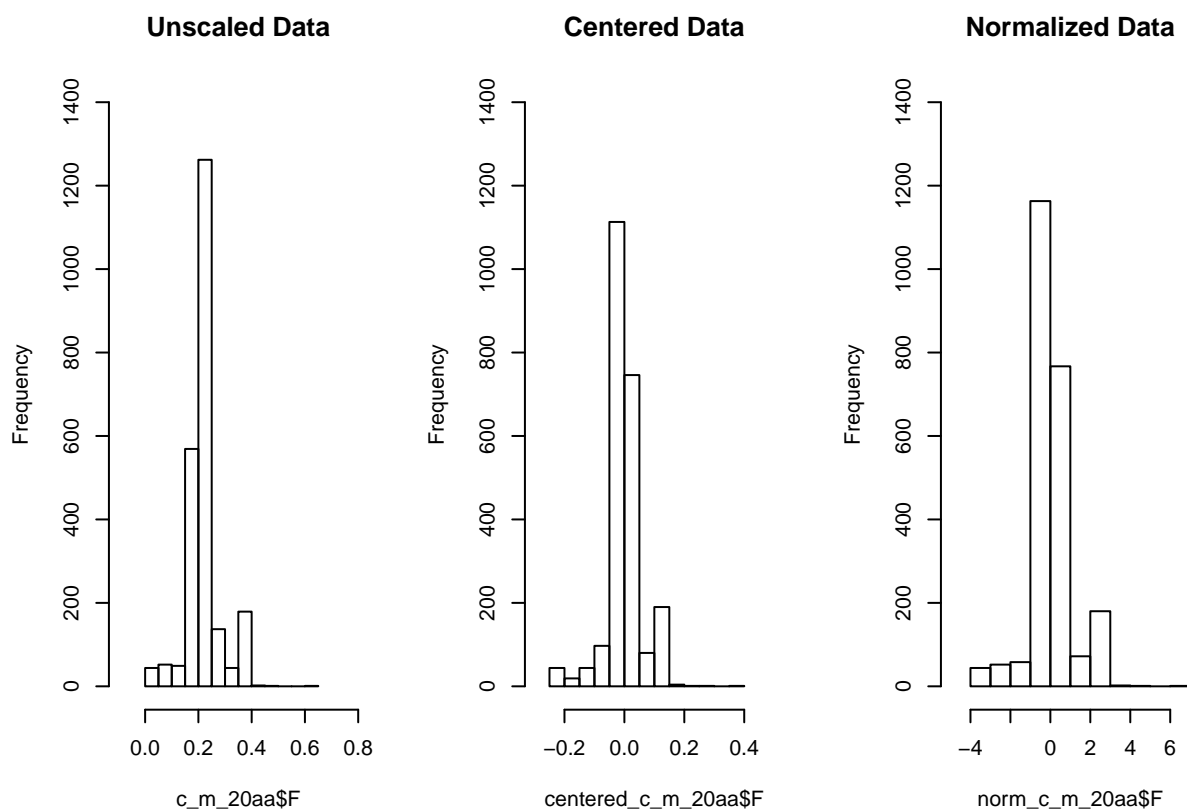 Unscaled Data
Frequency
1400
1200
1000
800
600
400
200
0
0.0 0.2 0.4 0.6 0.8
c_m_20aa$F
Centered Data
Frequency
1400
1200
1000
800
600
400
200
0
−0.2 0.0 0.2 0.4
centered_c_m_20aa$F
Normalized Data
Frequency
1400
1200
1000
800
600
400
200
0
−4 0 2 4 6
norm_c_m_20aa$F